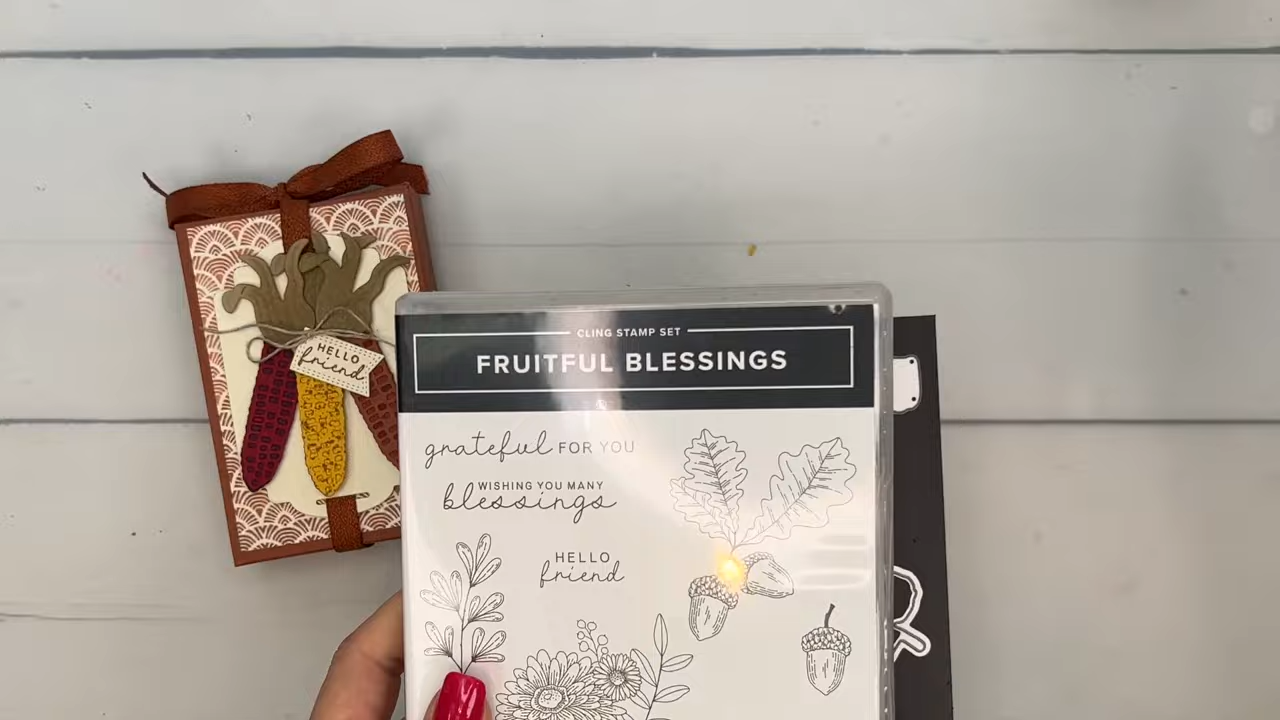 HELLO
friend
CLING STAMP SET
FRUITFUL BLESSINGS
grateful FOR YOU
WISHING YOU MANY
blessings
HELLO
friend